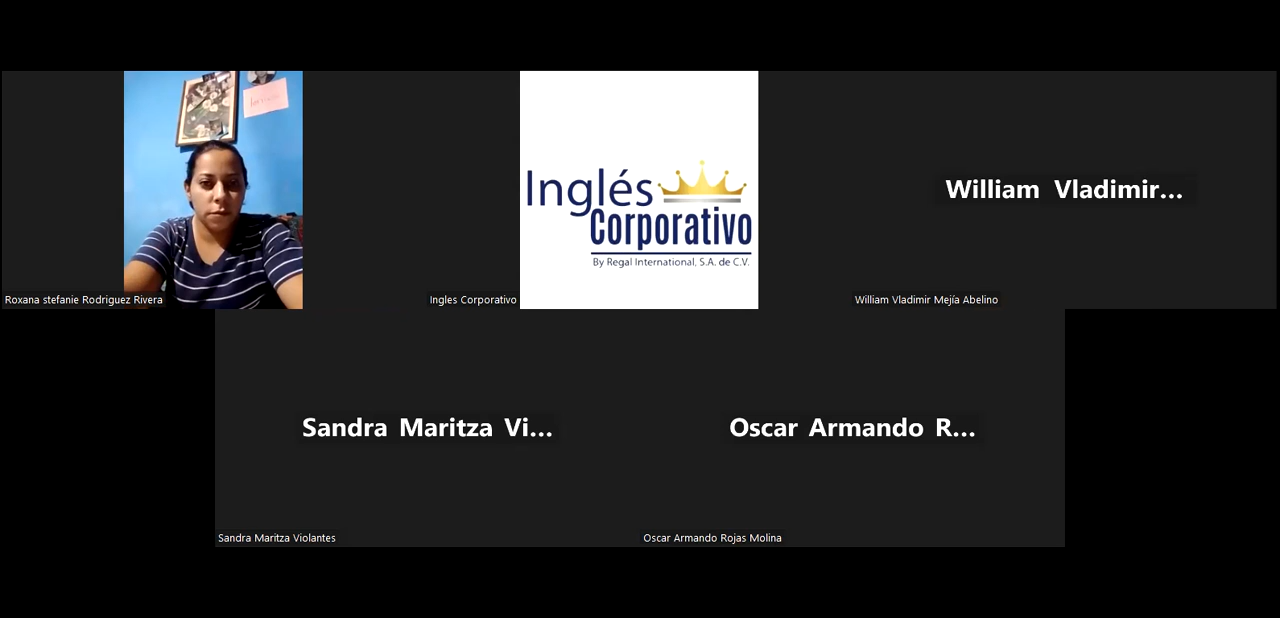 Roxana stefanie Rodriguez Rivera
Inglés
Corporativo
By Regal International, S.A. de C.V.
Ingles Corporativo
William Vladimir...
William Vladimir Mejía Abelino
Sandra Maritza Vi...
Sandra Maritza Violantes
Oscar Armando R...
Oscar Armando Rojas Molina